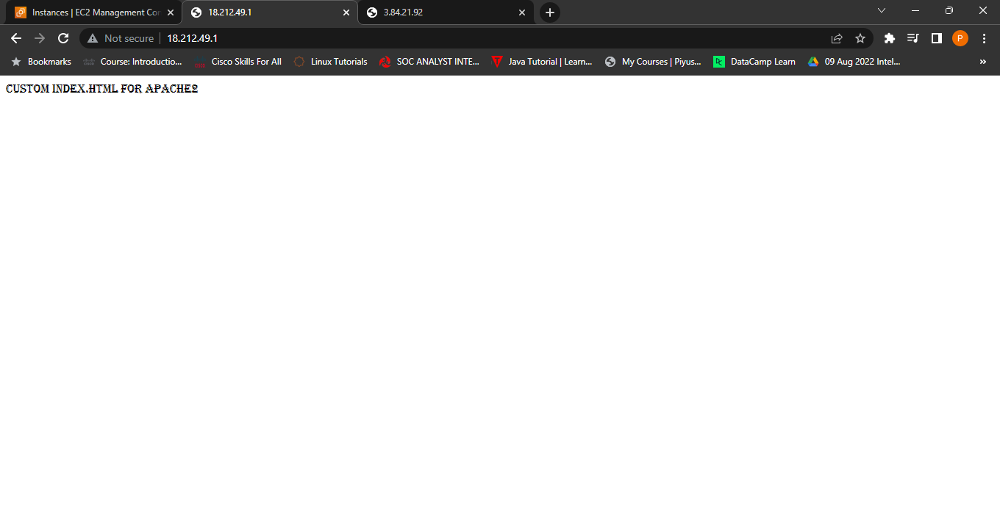 Instances | EC2 Management Con
18.212.49.1
3.84.21.92
Not secure
18.212.49.1
P
Bookmarks
Course: Introductio...
Cisco Skills For All
Linux Tutorials
SOC ANALYST INTE...
Java Tutorial | Learn...
My Courses | Piyus...
DataCamp Learn
09 Aug 2022 Intel...
CUSTOM INDEX.HTML FOR APACHE2